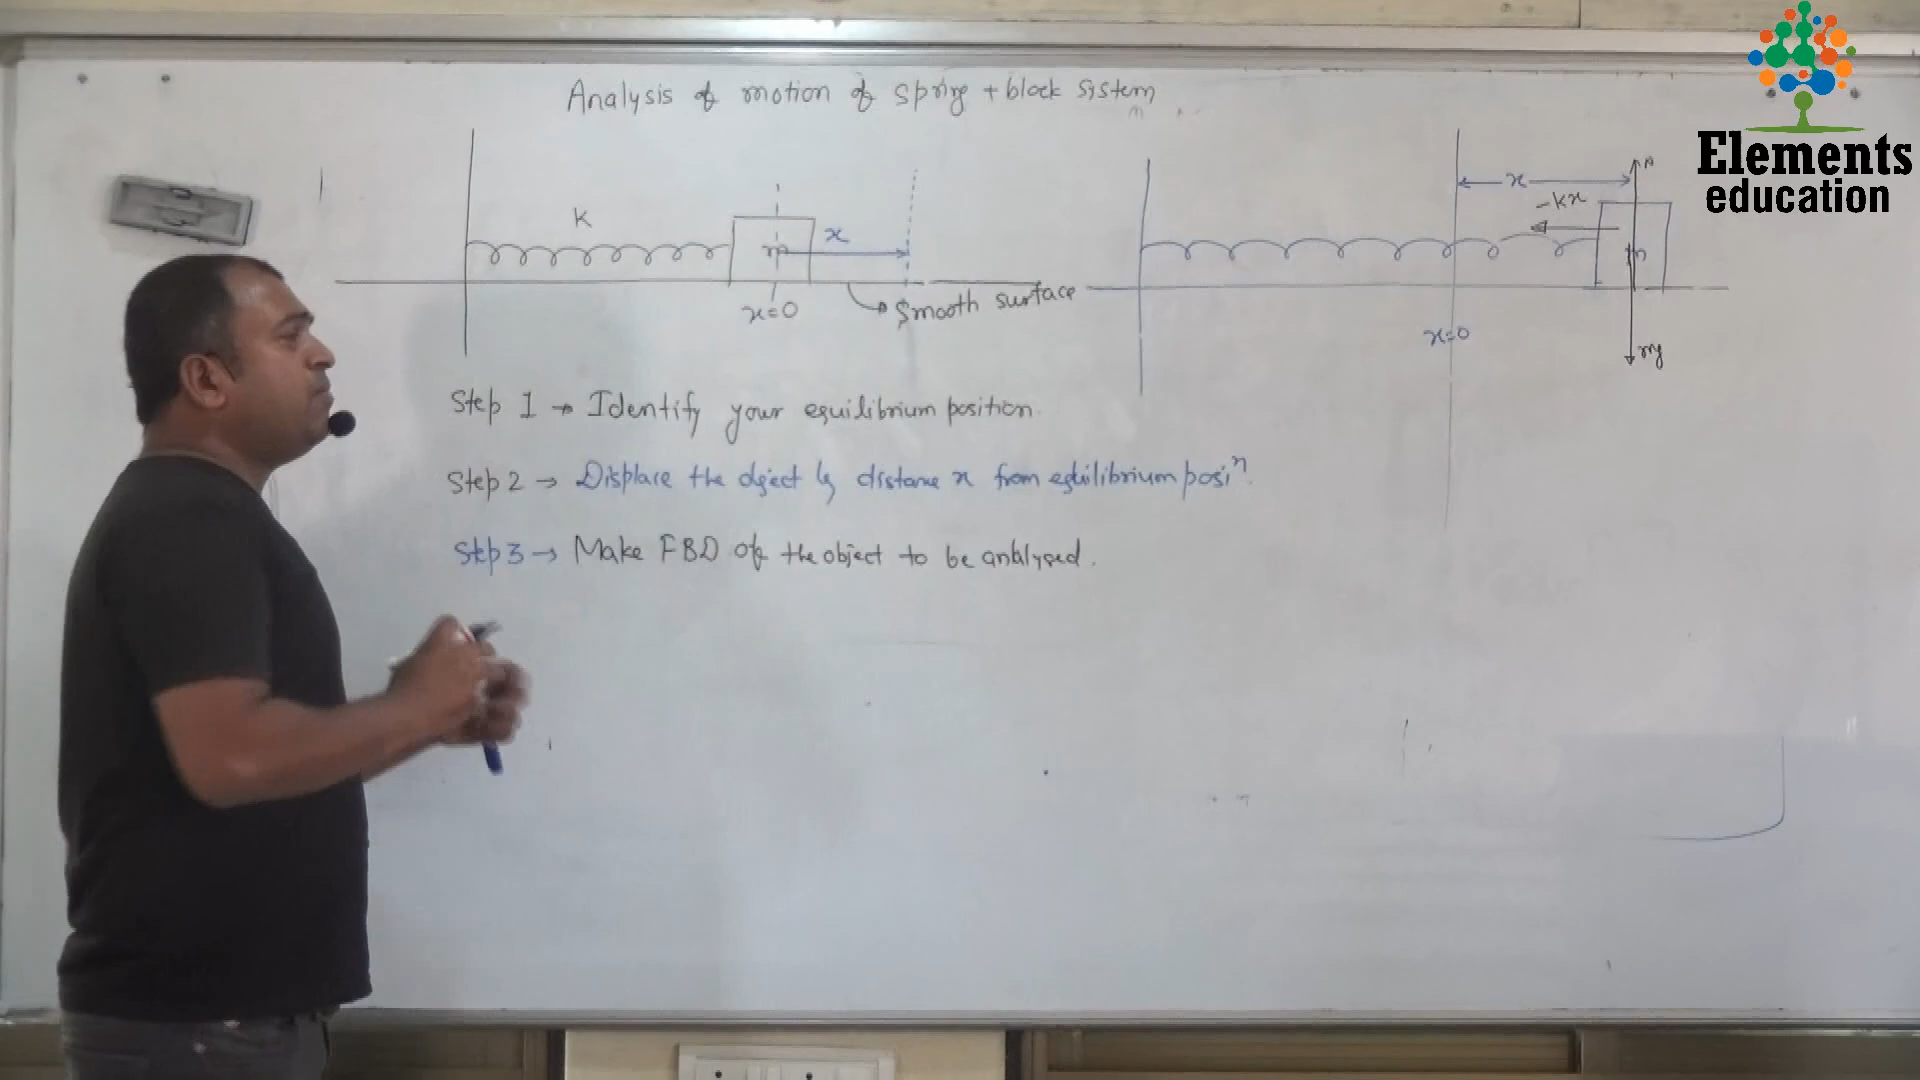 Analysis of motion of spring + block system
Elements
education
K
m
x
x=0
Smooth surface
x
-kx
N
m
x=0
mg
Step 1 → Identify your equilibrium position.
Step 2 → Displace the object by distance x from equilibrium posiⁿ.
Step 3 → Make FBD of the object to be analysed.